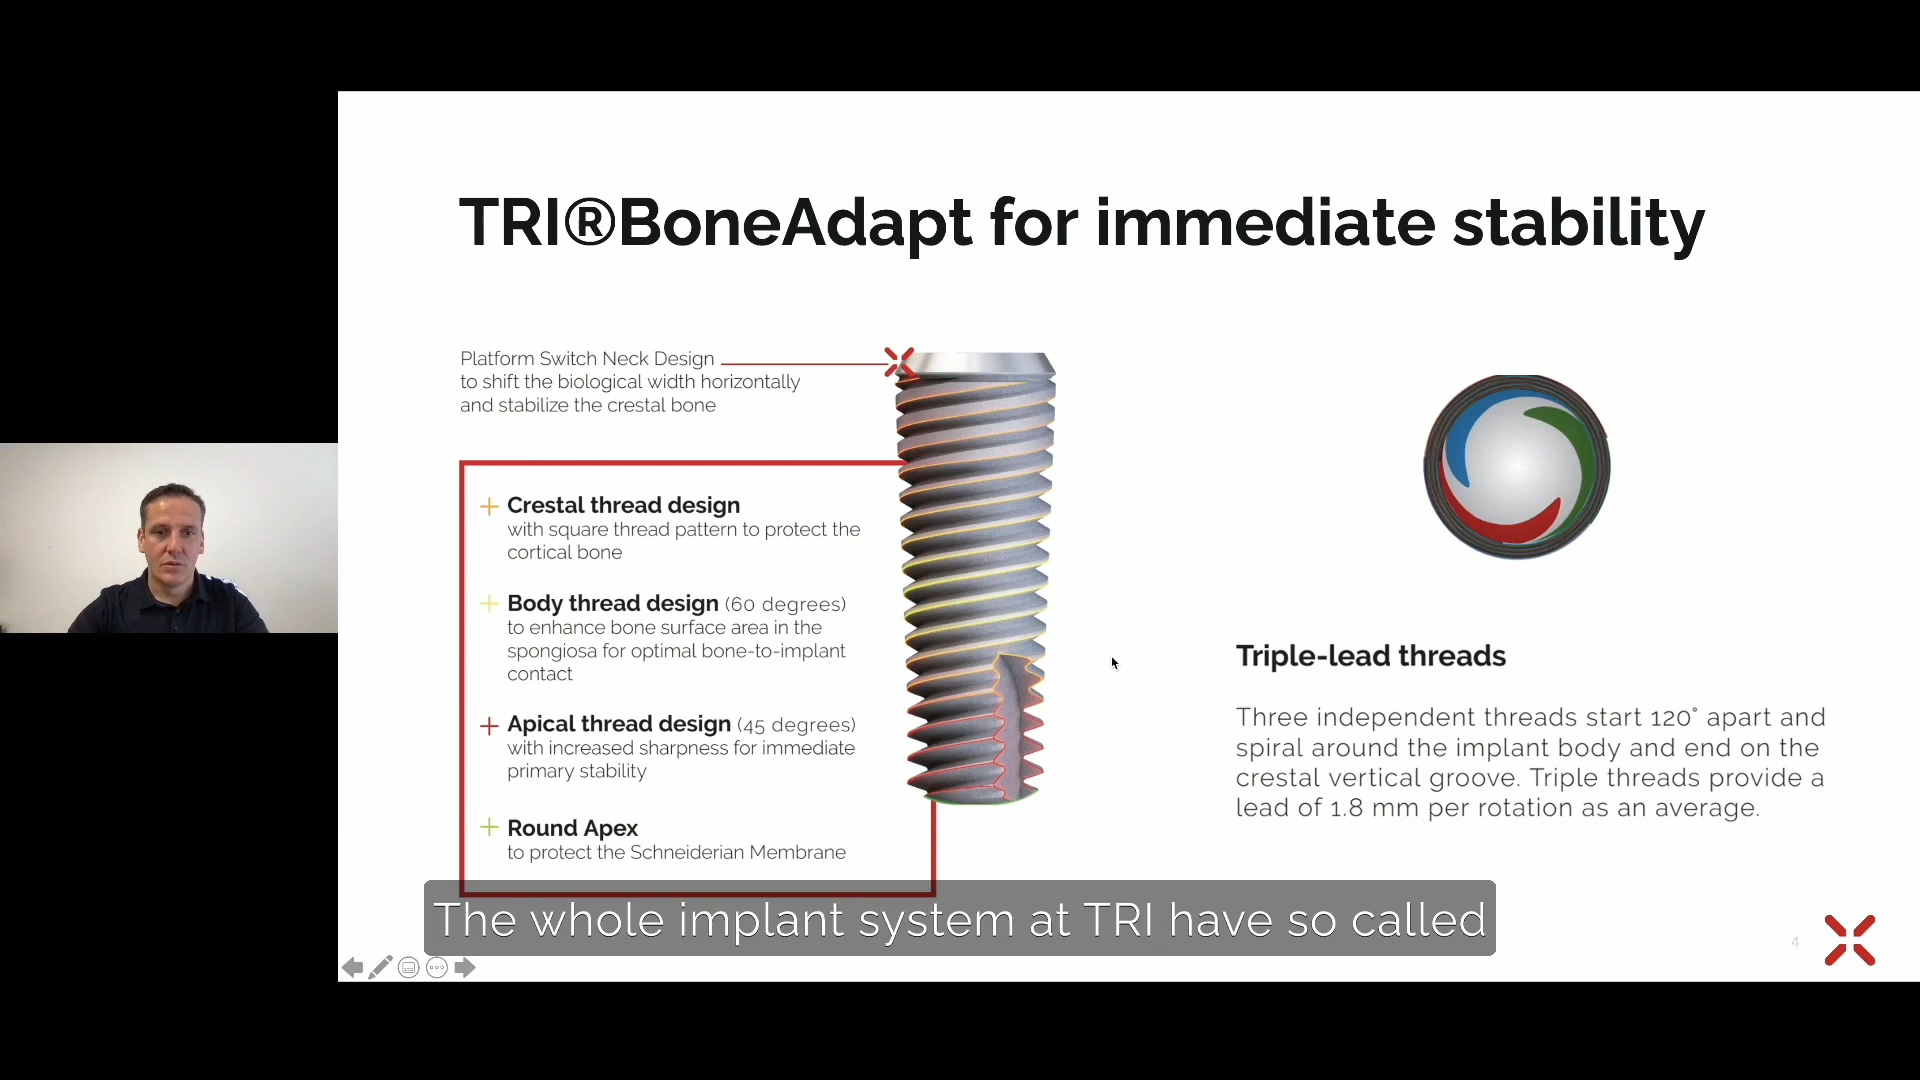 TRI®BoneAdapt for immediate stability
Platform Switch Neck Design
to shift the biological width horizontally
and stabilize the crestal bone
Crestal thread design
with square thread pattern to protect the
cortical bone
Body thread design (60 degrees)
to enhance bone surface area in the
spongiosa for optimal bone-to-implant
contact
Apical thread design (45 degrees)
with increased sharpness for immediate
primary stability
Round Apex
to protect the Schneiderian Membrane
Triple-lead threads
Three independent threads start 120° apart and
spiral around the implant body and end on the
crestal vertical groove. Triple threads provide a
lead of 1.8 mm per rotation as an average.
The whole implant system at TRI have so called
4